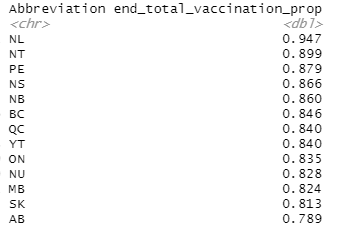 Abbreviation end_total_vaccination_prop
<chr> <dbl>
NL 0.947
NT 0.899
PE 0.879
NS 0.866
NB 0.860
BC 0.846
QC 0.840
YT 0.840
ON 0.835
NU 0.828
MB 0.824
SK 0.813
AB 0.789